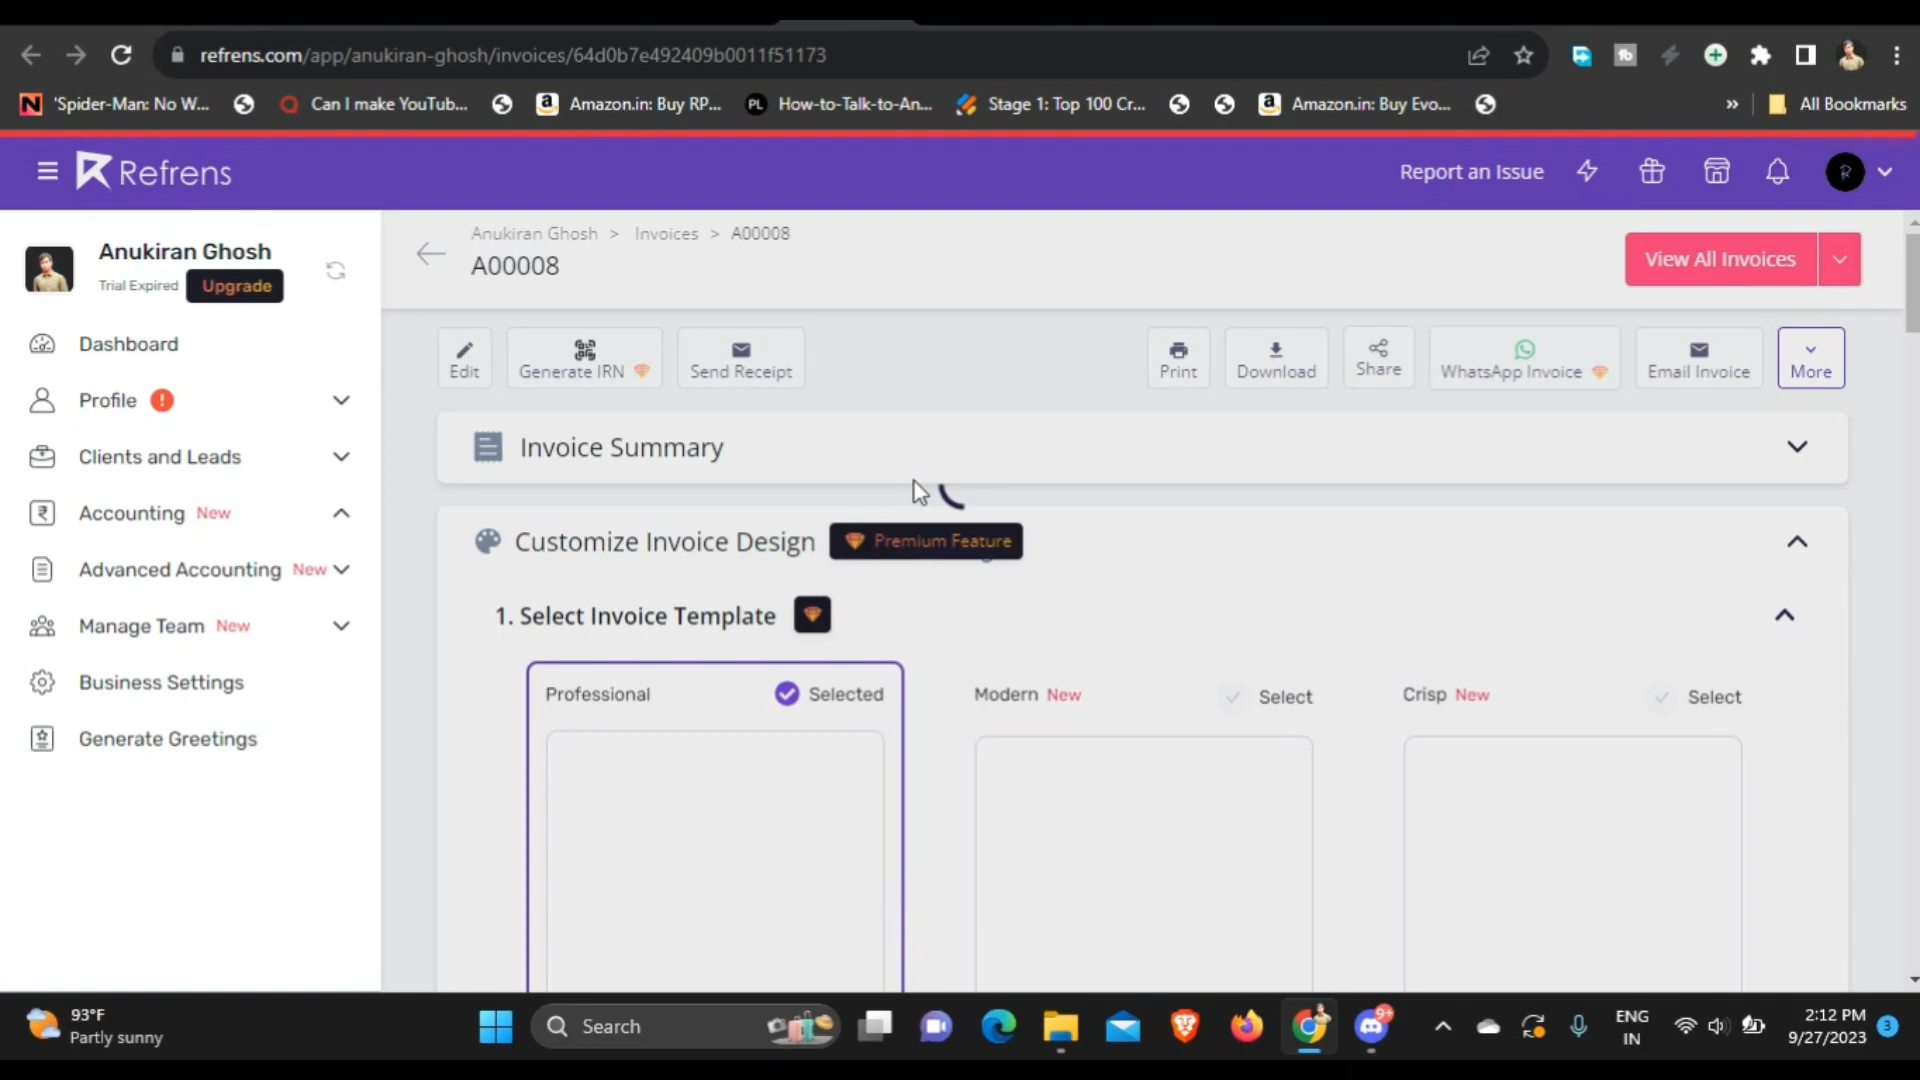 refrens.com/app/anukiran-ghosh/invoices/64d0b7e492409b0011f51173
'Spider-Man: No W...
Can I make YouTub...
Amazon.in: Buy RP...
PL
How-to-Talk-to-An...
Stage 1: Top 100 Cr...
Amazon.in: Buy Evo...
»
All Bookmarks
Refrens
Report an Issue
Anukiran Ghosh
Trial Expired
Upgrade
Dashboard
Profile
Clients and Leads
Accounting New
Advanced Accounting New
Manage Team New
Business Settings
Generate Greetings
Anukiran Ghosh > Invoices > A00008
A00008
View All Invoices
Edit
Generate IRN
Send Receipt
Print
Download
Share
WhatsApp Invoice
Email Invoice
More
Invoice Summary
Customize Invoice Design
Premium Feature
1. Select Invoice Template
Professional
Selected
Modern New
Select
Crisp New
Select
93°F
Partly sunny
Search
9+
ENG
IN
2:12 PM
9/27/2023
3